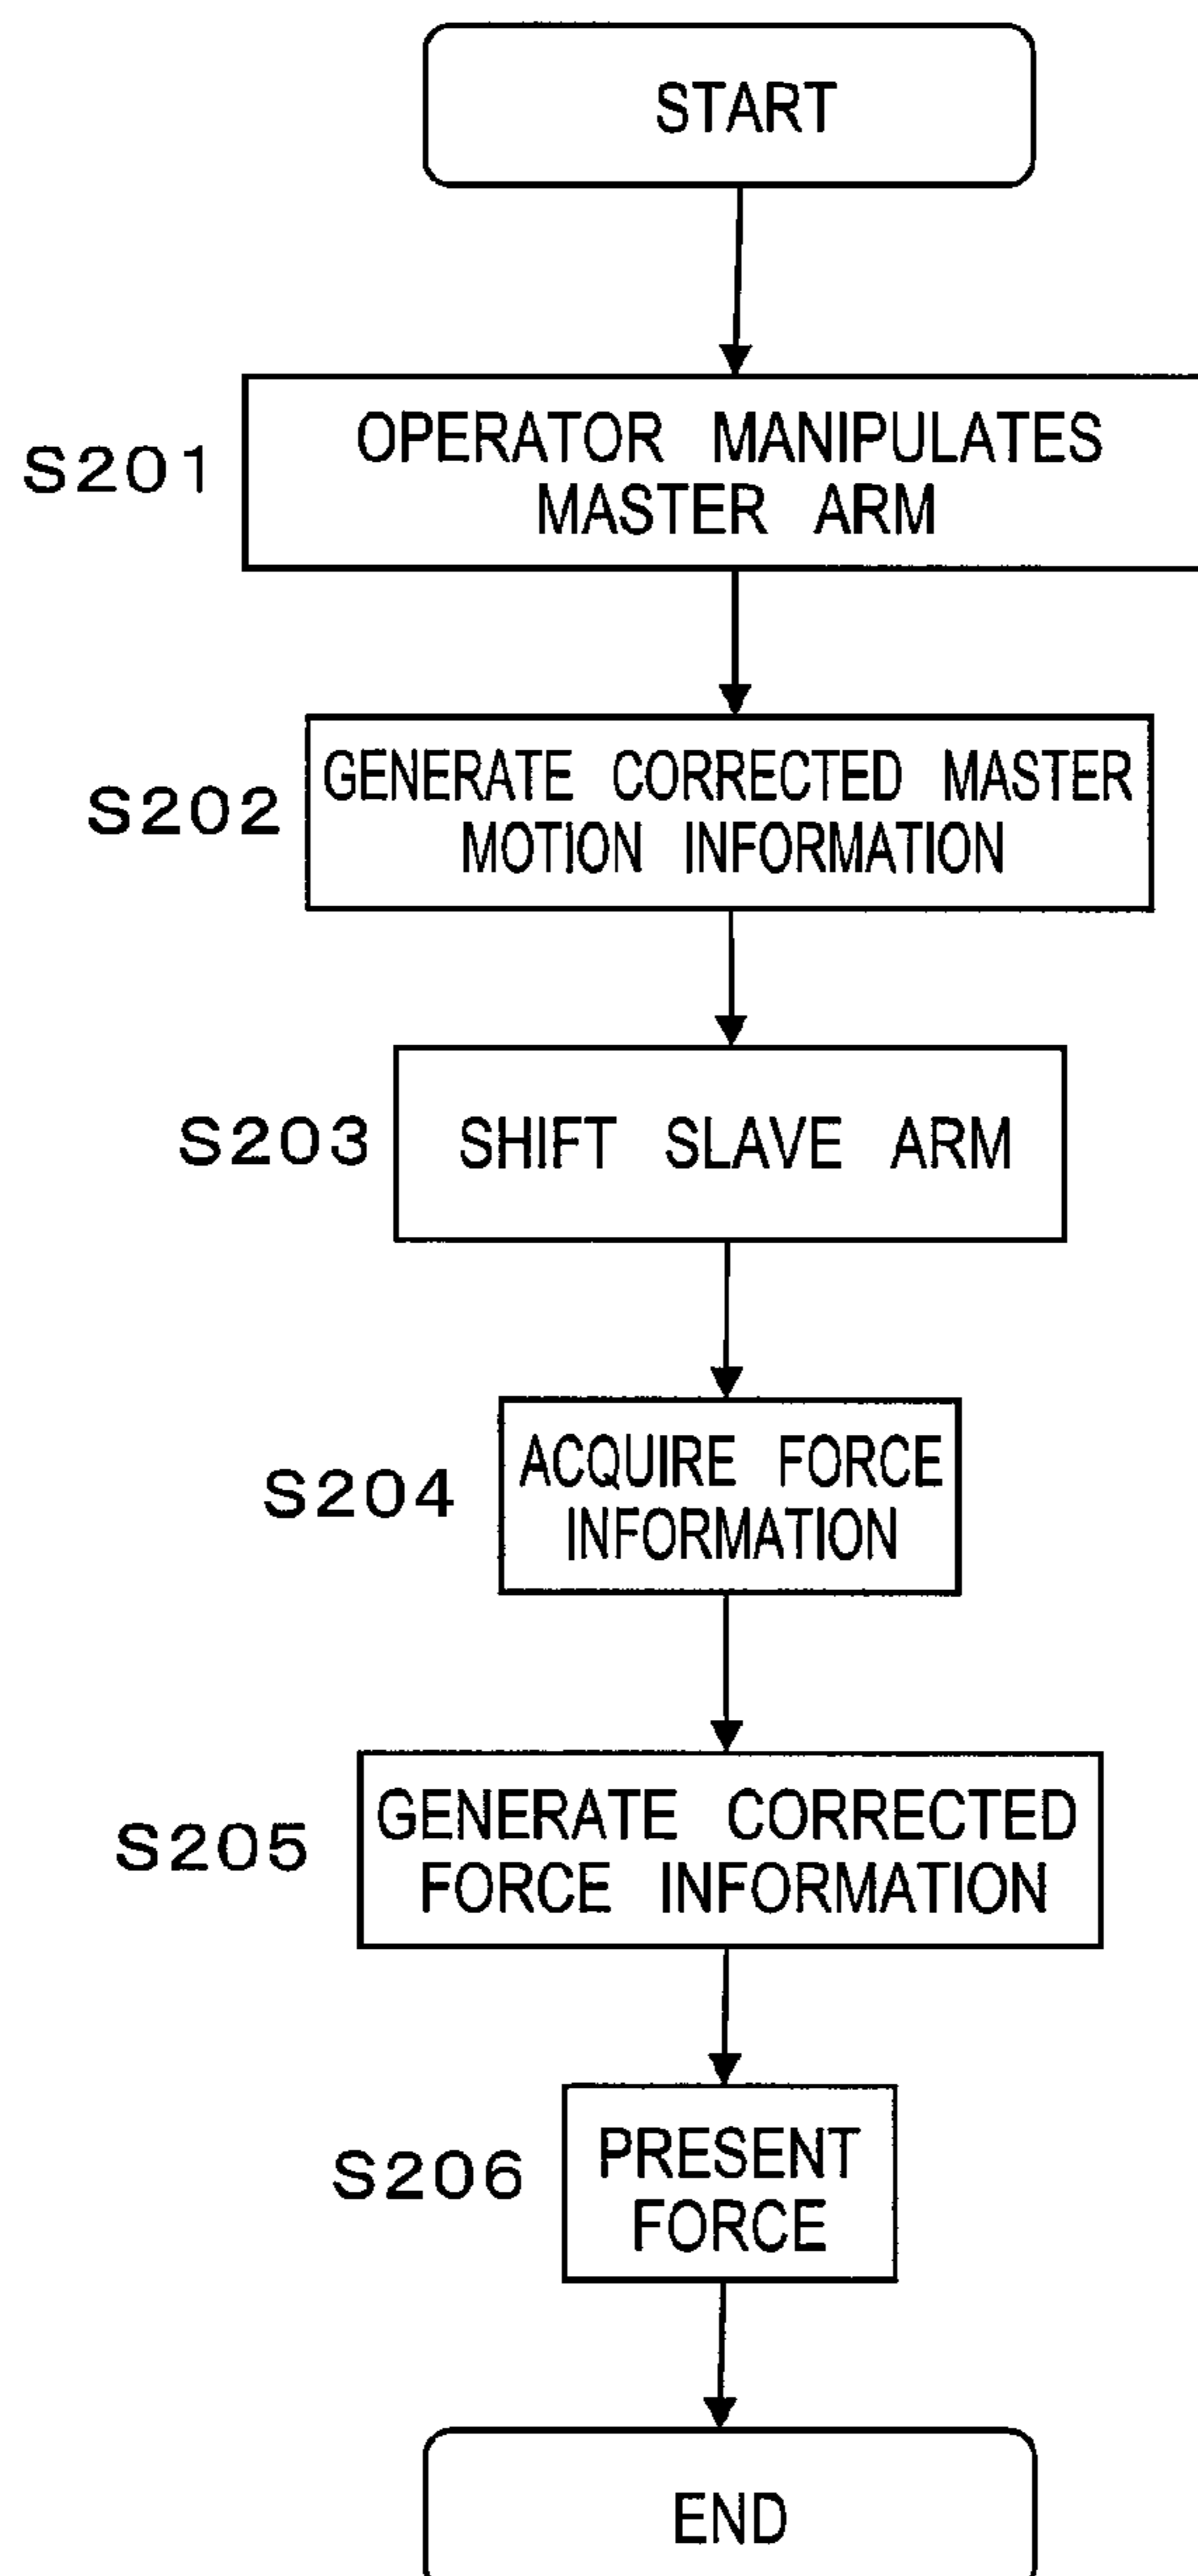 START
S201
OPERATOR MANIPULATES
MASTER ARM
S202
GENERATE CORRECTED MASTER
MOTION INFORMATION
S203
SHIFT SLAVE ARM
S204
ACQUIRE FORCE
INFORMATION
S205
GENERATE CORRECTED
FORCE INFORMATION
S206
PRESENT
FORCE
END